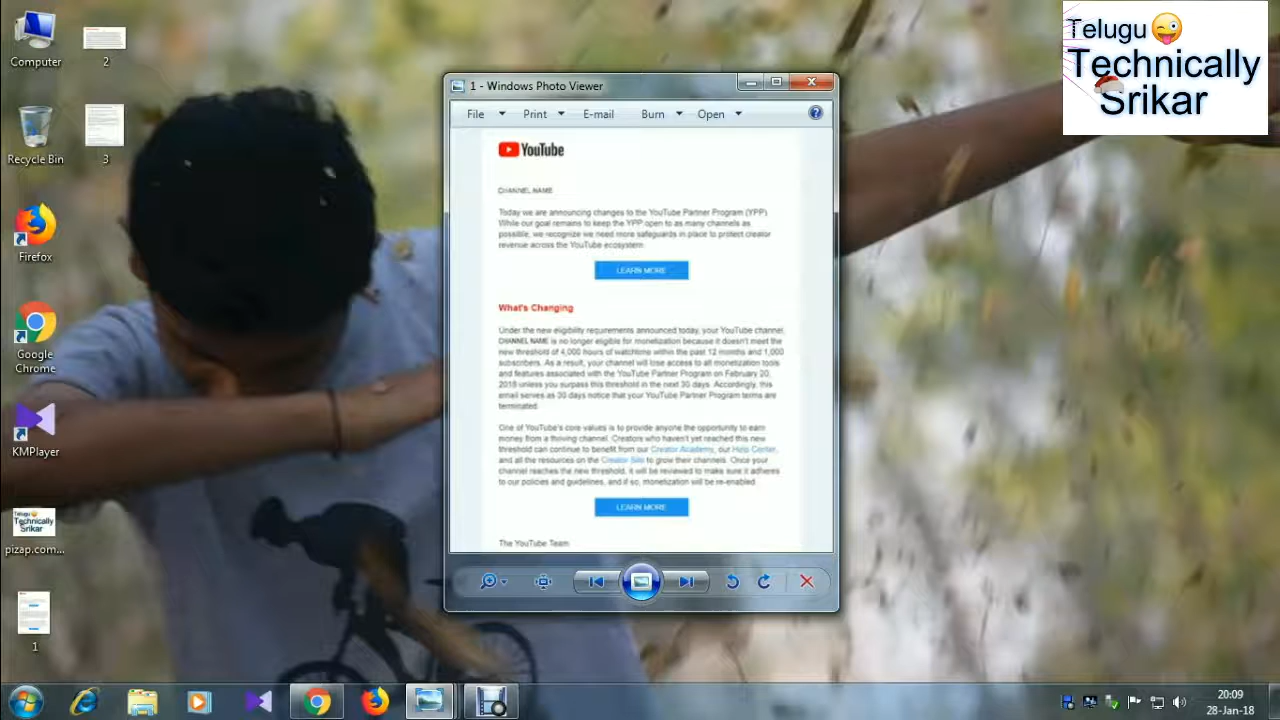 Computer
2
Recycle Bin
3
Firefox
Google
Chrome
KMPlayer
Telugu
Technically
Srikar
pizap.com...
1
1 - Windows Photo Viewer
File
Print
E-mail
Burn
Open
YouTube
CHANNEL NAME
Today we are announcing changes to the YouTube Partner Program (YPP).
While our goal remains to keep the YPP open to as many channels as
possible, we recognize we need more safeguards in place to protect creator
revenue across the YouTube ecosystem.
LEARN MORE
What's Changing
Under the new eligibility requirements announced today, your YouTube channel,
CHANNEL NAME is no longer eligible for monetization because it doesn't meet the
new threshold of 4,000 hours of watchtime within the past 12 months and 1,000
subscribers. As a result, your channel will lose access to all monetization tools
and features associated with the YouTube Partner Program on February 20,
2018 unless you surpass this threshold in the next 30 days. Accordingly, this
email serves as 30 days notice that your YouTube Partner Program terms are
terminated.
One of YouTube's core values is to provide anyone the opportunity to earn
money from a thriving channel. Creators who haven't yet reached this new
threshold can continue to benefit from our Creator Academy, our Help Center,
and all the resources on the Creator Site to grow their channels. Once your
channel reaches the new threshold, it will be reviewed to make sure it adheres
to our policies and guidelines, and if so, monetization will be re-enabled.
LEARN MORE
The YouTube Team
Telugu
Technically
Srikar
20:09
28-Jan-18